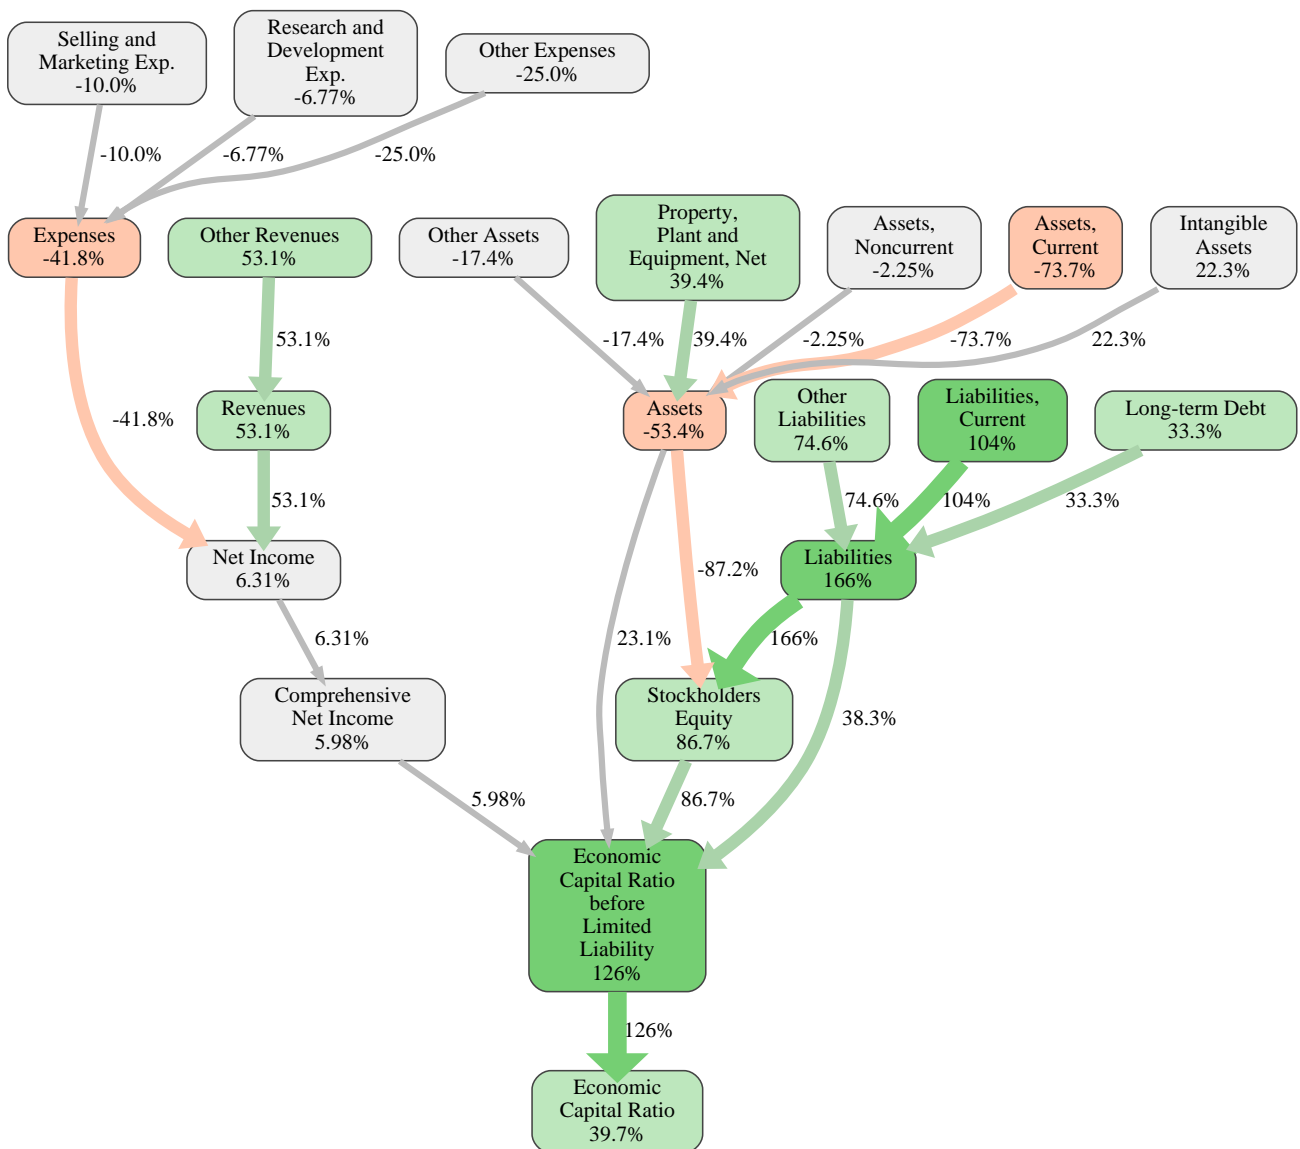 Selling and
Marketing Exp.
-10.0%
Research and
Development
Exp.
-6.77%
Other Expenses
-25.0%
-10.0%
-6.77%
-25.0%
Expenses
-41.8%
Other Revenues
53.1%
Other Assets
-17.4%
Property,
Plant and
Equipment, Net
39.4%
Assets,
Noncurrent
-2.25%
Assets,
Current
-73.7%
Intangible
Assets
22.3%
53.1%
-17.4%
39.4%
-2.25%
-73.7%
22.3%
-41.8%
Revenues
53.1%
Assets
-53.4%
Other
Liabilities
74.6%
Liabilities,
Current
104%
Long-term Debt
33.3%
53.1%
74.6%
104%
33.3%
Net Income
6.31%
-87.2%
Liabilities
166%
6.31%
23.1%
166%
Comprehensive
Net Income
5.98%
Stockholders
Equity
86.7%
38.3%
5.98%
86.7%
Economic
Capital Ratio
before
Limited
Liability
126%
126%
Economic
Capital Ratio
39.7%